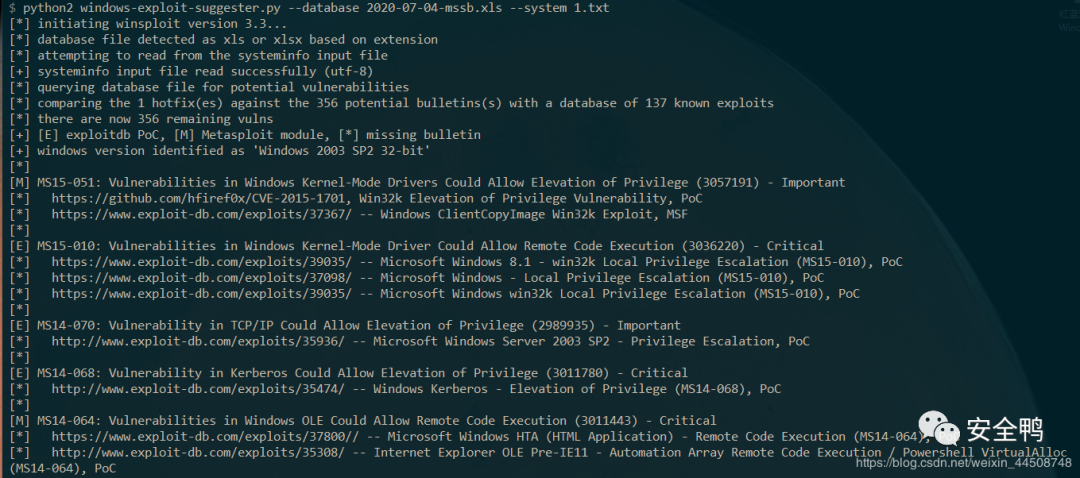 $ python2 windows-exploit-suggester.py --database 2020-07-04-mssb.xls --system 1.txt
[*] initiating winsploit version 3.3...
[*] database file detected as xls or xlsx based on extension
[*] attempting to read from the systeminfo input file
[+] systeminfo input file read successfully (utf-8)
[*] querying database file for potential vulnerabilities
[*] comparing the 1 hotfix(es) against the 356 potential bulletins(s) with a database of 137 known exploits
[*] there are now 356 remaining vulns
[+] [E] exploitdb PoC, [M] Metasploit module, [*] missing bulletin
[+] windows version identified as 'Windows 2003 SP2 32-bit'
[*]
[M] MS15-051: Vulnerabilities in Windows Kernel-Mode Drivers Could Allow Elevation of Privilege (3057191) - Important
[*]   https://github.com/hfiref0x/CVE-2015-1701, Win32k Elevation of Privilege Vulnerability, PoC
[*]   https://www.exploit-db.com/exploits/37367/ -- Windows ClientCopyImage Win32k Exploit, MSF
[*]
[E] MS15-010: Vulnerabilities in Windows Kernel-Mode Driver Could Allow Remote Code Execution (3036220) - Critical
[*]   https://www.exploit-db.com/exploits/39035/ -- Microsoft Windows 8.1 - win32k Local Privilege Escalation (MS15-010), PoC
[*]   https://www.exploit-db.com/exploits/37098/ -- Microsoft Windows - Local Privilege Escalation (MS15-010), PoC
[*]   https://www.exploit-db.com/exploits/39035/ -- Microsoft Windows win32k Local Privilege Escalation (MS15-010), PoC
[*]
[E] MS14-070: Vulnerability in TCP/IP Could Allow Elevation of Privilege (2989935) - Important
[*]   http://www.exploit-db.com/exploits/35936/ -- Microsoft Windows Server 2003 SP2 - Privilege Escalation, PoC
[*]
[E] MS14-068: Vulnerability in Kerberos Could Allow Elevation of Privilege (3011780) - Critical
[*]   http://www.exploit-db.com/exploits/35474/ -- Windows Kerberos - Elevation of Privilege (MS14-068), PoC
[*]
[M] MS14-064: Vulnerabilities in Windows OLE Could Allow Remote Code Execution (3011443) - Critical
[*]   https://www.exploit-db.com/exploits/37800// -- Microsoft Windows HTA (HTML Application) - Remote Code Execution (MS14-064),
安全鸭
[*]   http://www.exploit-db.com/exploits/35308/ -- Internet Explorer OLE Pre-IE11 - Automation Array Remote Code Execution / Powershell VirtualAlloc
(MS14-064), PoC
https://blog.csdn.net/weixin_44508748